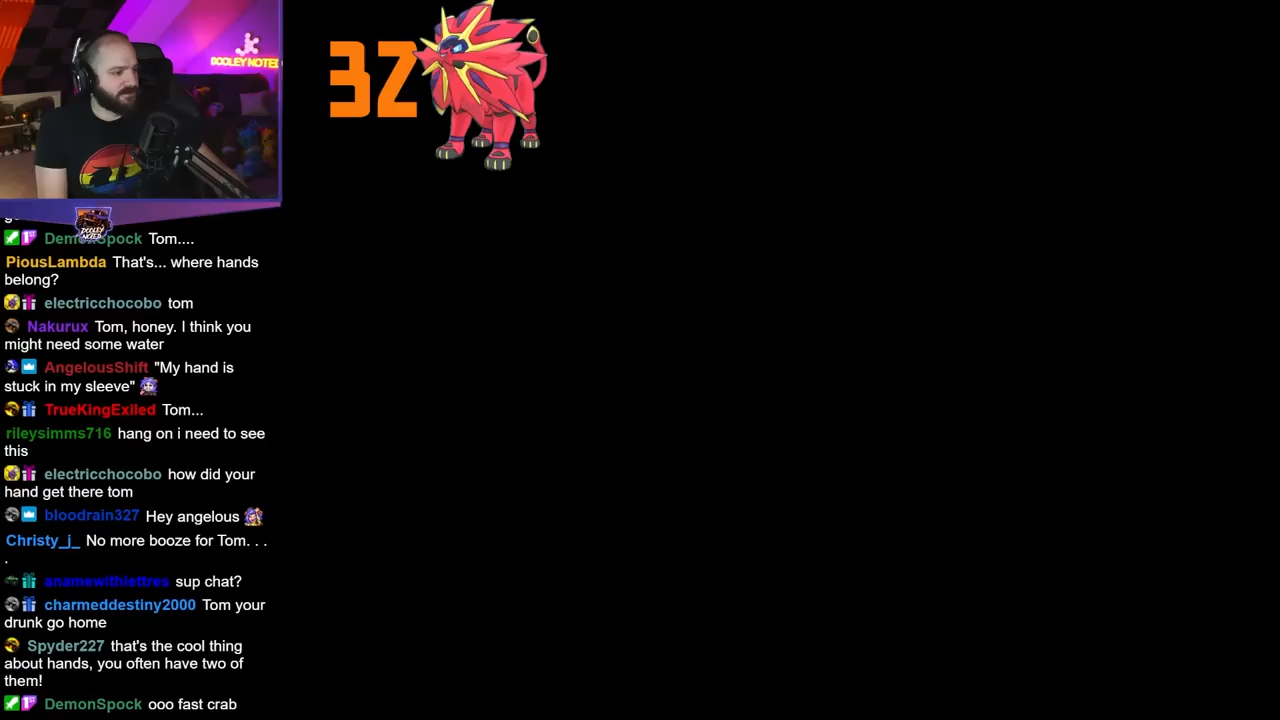 DOOLEY NOTED
32
DOOLEY
NOTED
DemonSpock Tom....
PiousLambda That's... where hands
belong?
electricchocobo tom
Nakurux Tom, honey. I think you
might need some water
AngelousShift "My hand is
stuck in my sleeve"
TrueKingExiled Tom...
rileysimms716 hang on i need to see
this
electricchocobo how did your
hand get there tom
bloodrain327 Hey angelous
Christy_j_ No more booze for Tom. . .
.
anamewithlettres sup chat?
charmeddestiny2000 Tom your
drunk go home
Spyder227 that's the cool thing
about hands, you often have two of
them!
DemonSpock ooo fast crab